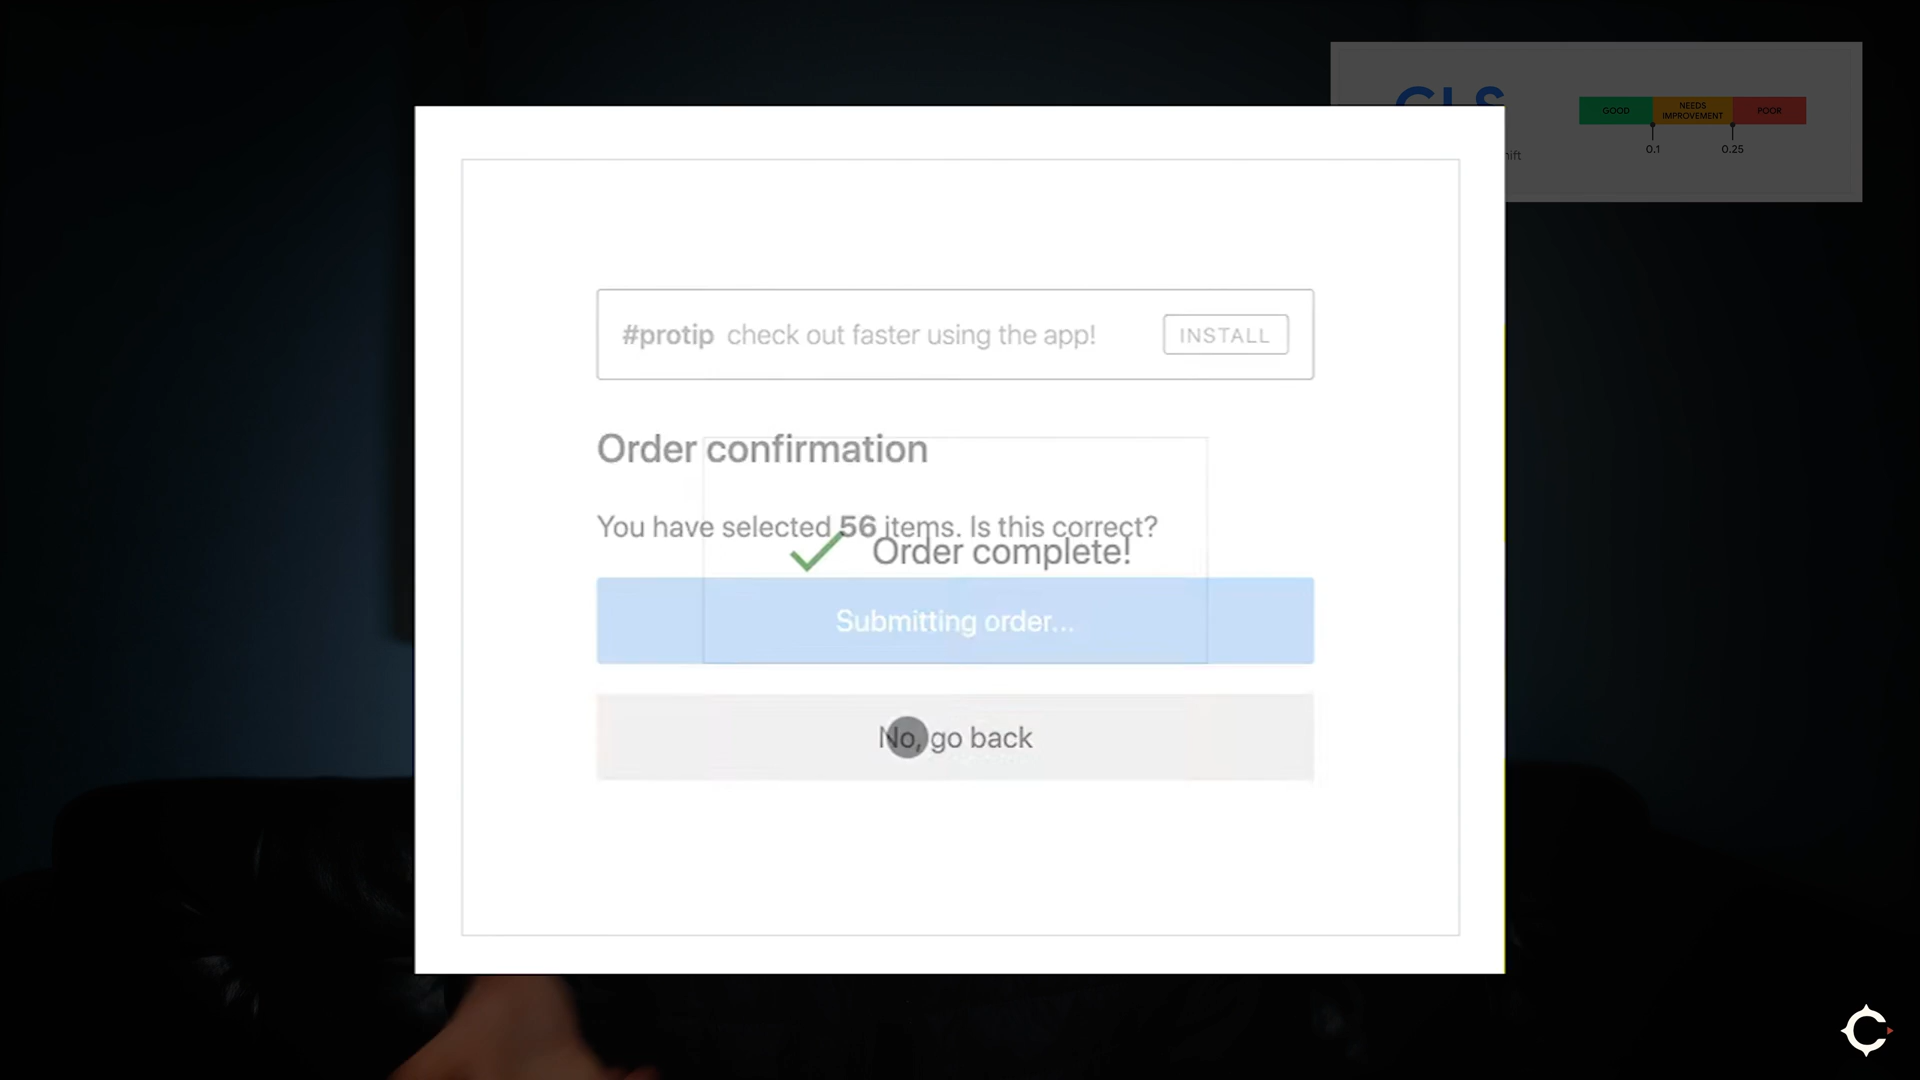 CLS
GOOD
NEEDS
IMPROVEMENT
POOR
0.1
0.25
#protip check out faster using the app!
INSTALL
Order confirmation
You have selected 56 items. Is this correct?
Order complete!
Submitting order...
No, go back